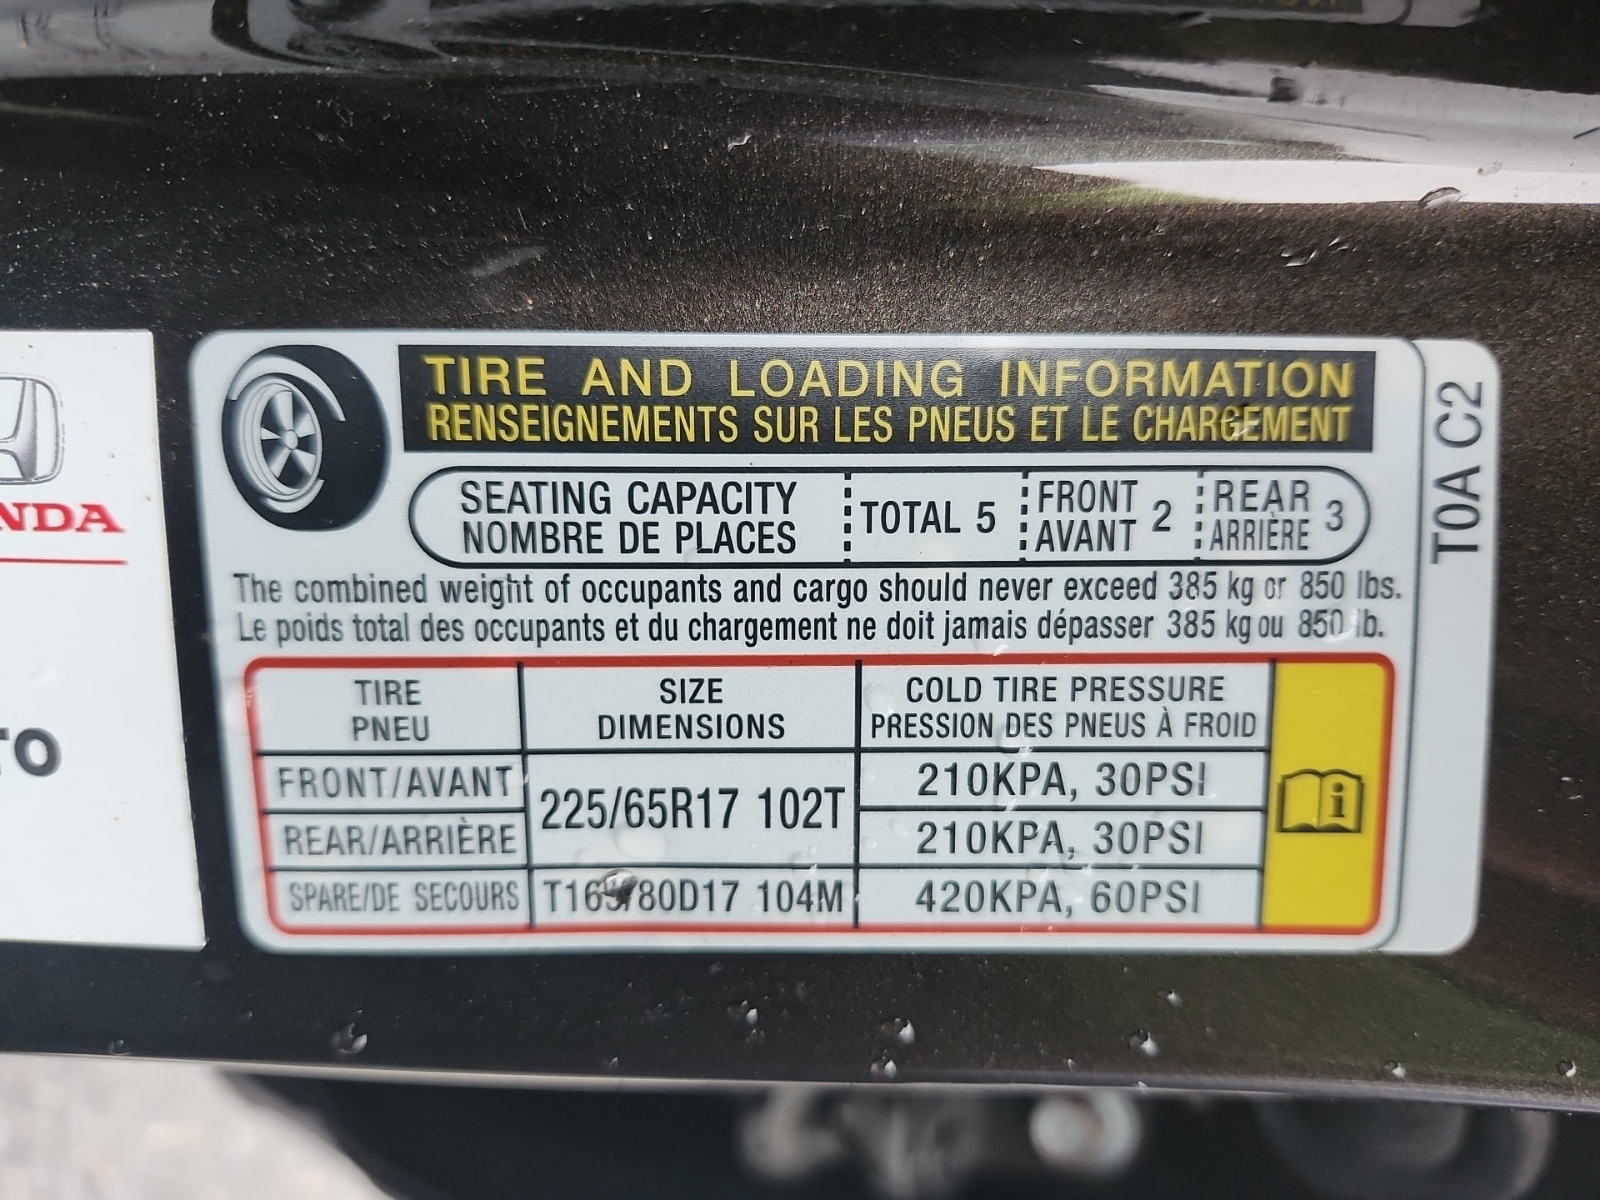 TIRE AND LOADING INFORMATION
RENSEIGNEMENTS SUR LES PNEUS ET LE CHARGEMENT
SEATING CAPACITY
NOMBRE DE PLACES
TOTAL 5
FRONT
AVANT
2
REAR
ARRIÈRE
3
The combined weight of occupants and cargo should never exceed 385 kg or 850 lbs.
Le poids total des occupants et du chargement ne doit jamais dépasser 385 kg ou 850 lb.
TIRE
PNEU
SIZE
DIMENSIONS
COLD TIRE PRESSURE
PRESSION DES PNEUS À FROID
FRONT/AVANT
225/65R17 102T
210KPA, 30PSI
REAR/ARRIÈRE
210KPA, 30PSI
SPARE/DE SECOURS
80D17 104M
420KPA, 60PSI
i
T0A C2
NDA
TO